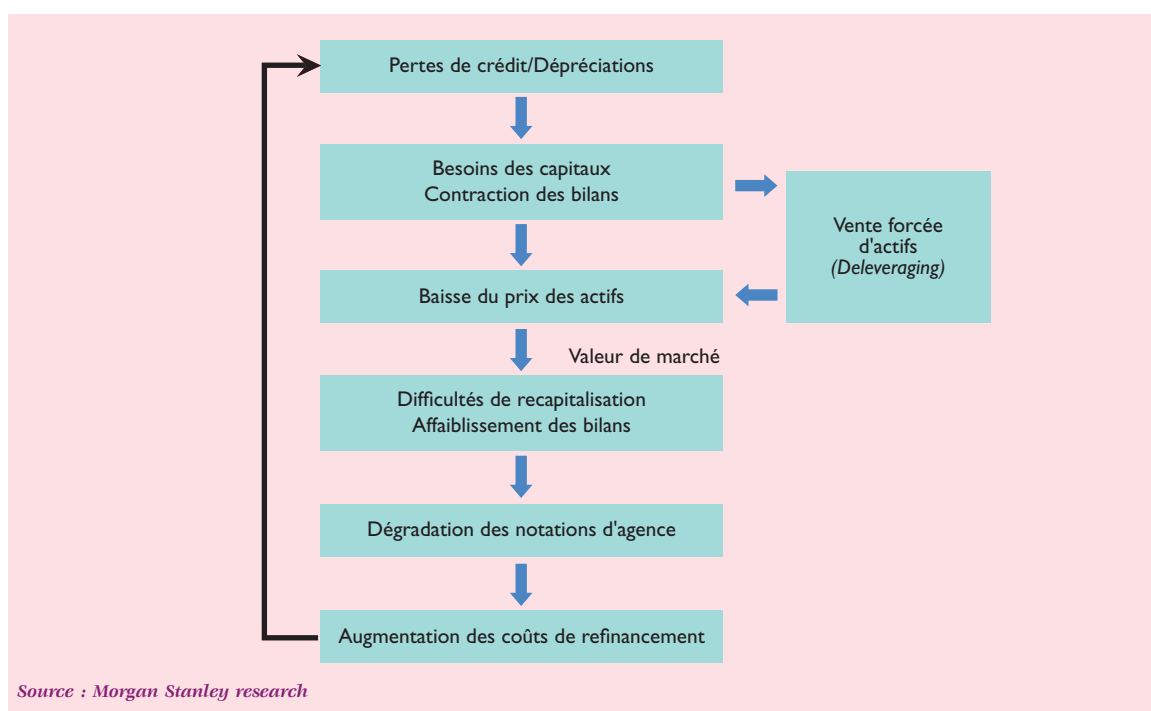 Pertes de crédit/Dépréciations
Besoins des capitaux
Contraction des bilans
Vente forcée
d'actifs
(Deleveraging)
Baisse du prix des actifs
Valeur de marché
Difficultés de recapitalisation
Affaiblissement des bilans
Dégradation des notations d'agence
Augmentation des coûts de refinancement
Source : Morgan Stanley research